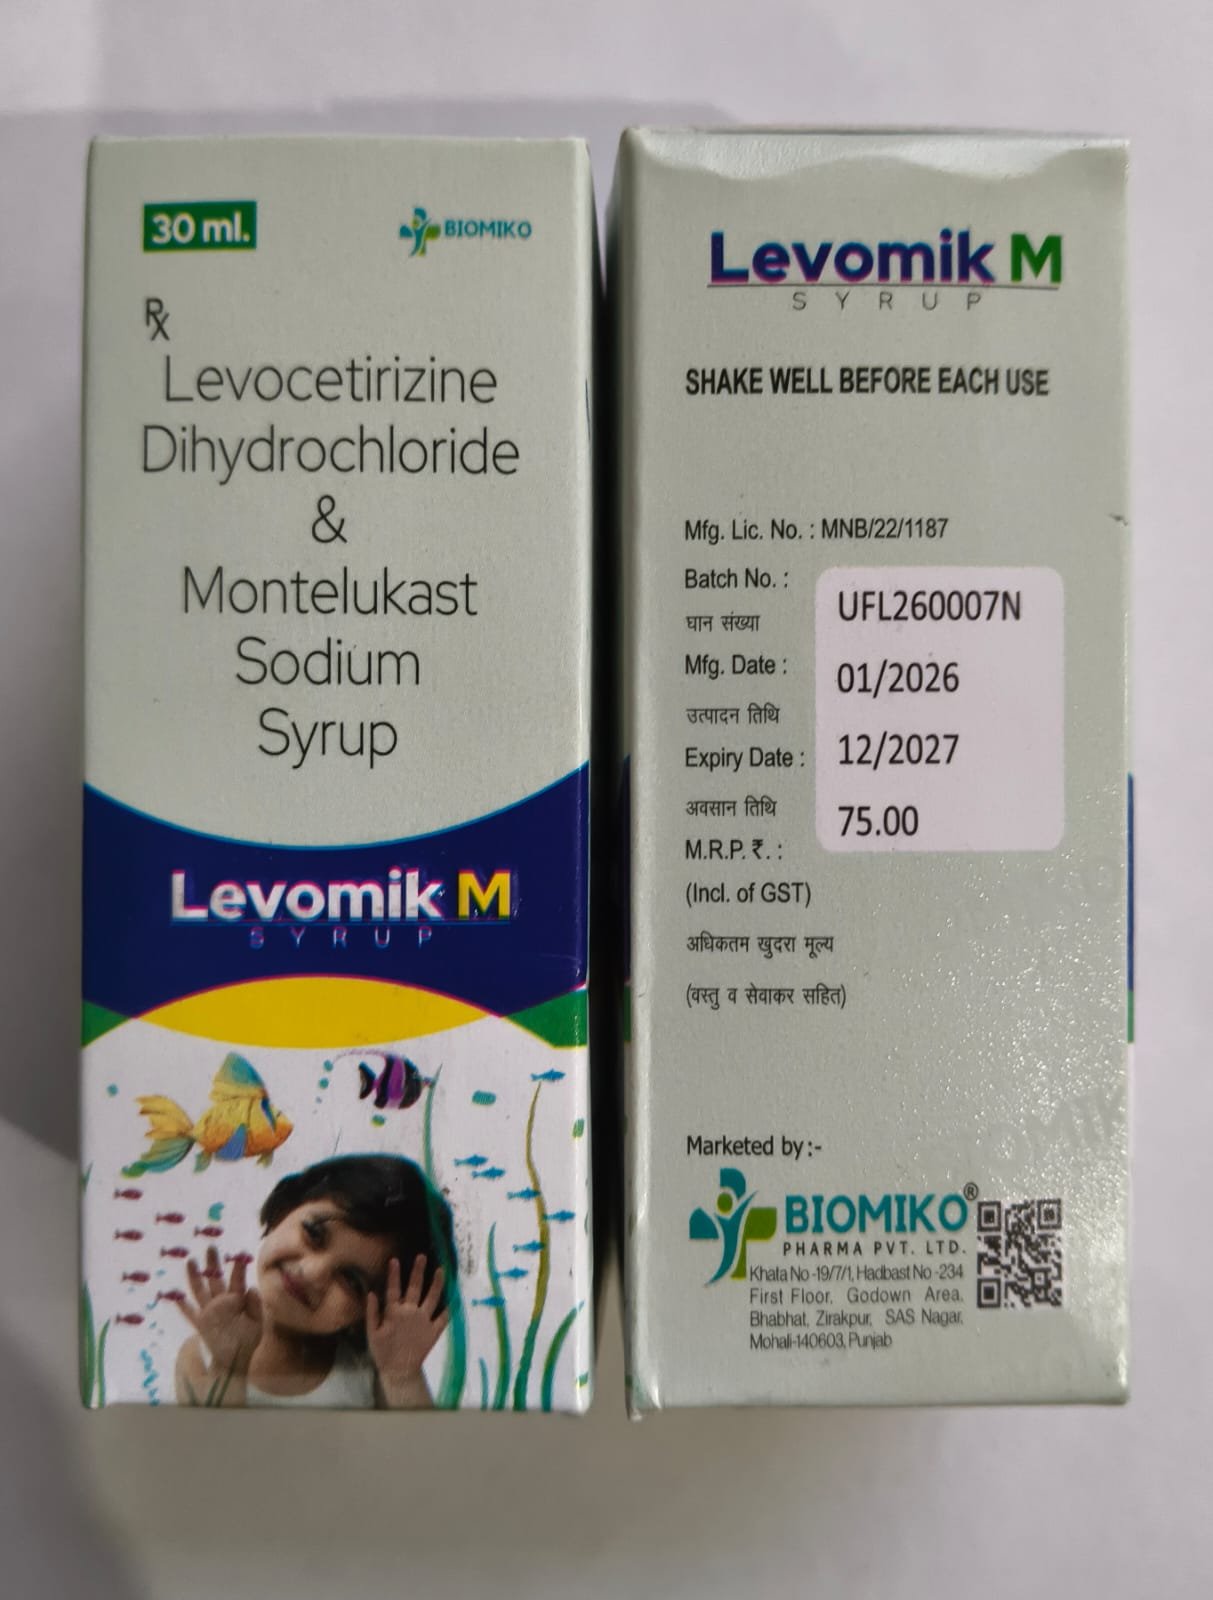 30 ml.
BIOMIKO
Rx
Levocetirizine
Dihydrochloride
&
Montelukast
Sodium
Syrup
Levomik M
SYRUP
Levomik M
SYRUP
SHAKE WELL BEFORE EACH USE
Mfg. Lic. No. : MNB/22/1187
Batch No. :
UFL260007N
घान संख्या
Mfg. Date :
01/2026
उत्पादन तिथि
Expiry Date :
12/2027
अवसान तिथि
75.00
M.R.P. ₹. :
(Incl. of GST)
अधिकतम खुदरा मूल्य
(वस्तु व सेवाकर सहित)
Marketed by :-
BIOMIKO®
PHARMA PVT. LTD.
Khata No -19/7/1, Hadbast No -234
First Floor, Godown Area,
Bhabhat, Zirakpur, SAS Nagar,
Mohali-140603, Punjab